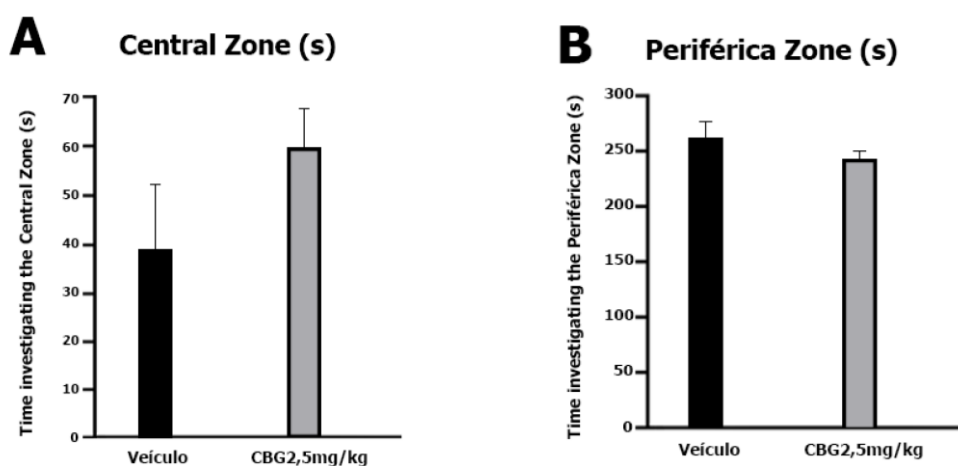 A
Central Zone (s)
Time investigating the Central Zone (s)
70
60
50
40
30
20
10
0
Veículo
CBG2,5mg/kg
B
Periférica Zone (s)
Time investigating the Periférica Zone (s)
300
250
200
150
100
50
0
Veículo
CBG2,5mg/kg